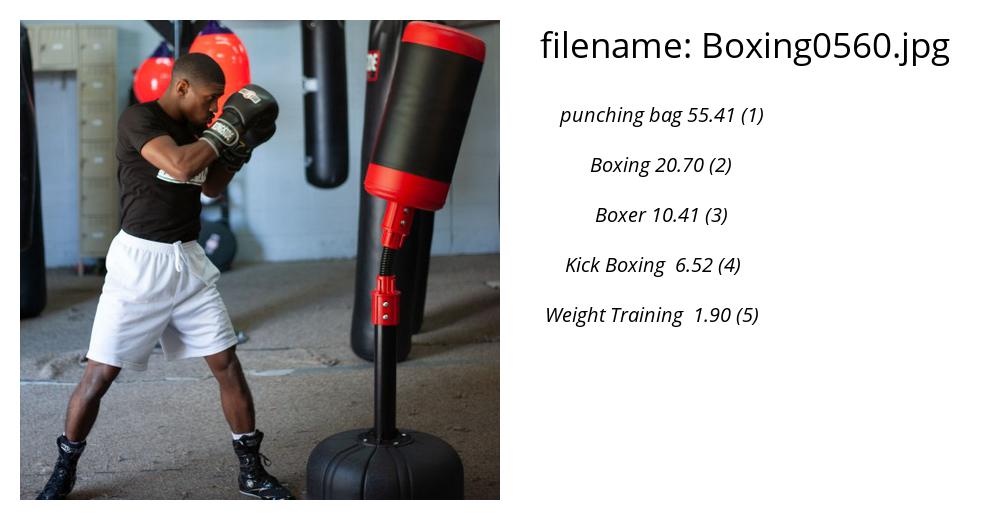 filename: Boxing0560.jpg
punching bag 55.41 (1)
Boxing 20.70 (2)
Boxer 10.41 (3)
Kick Boxing  6.52 (4)
Weight Training  1.90 (5)